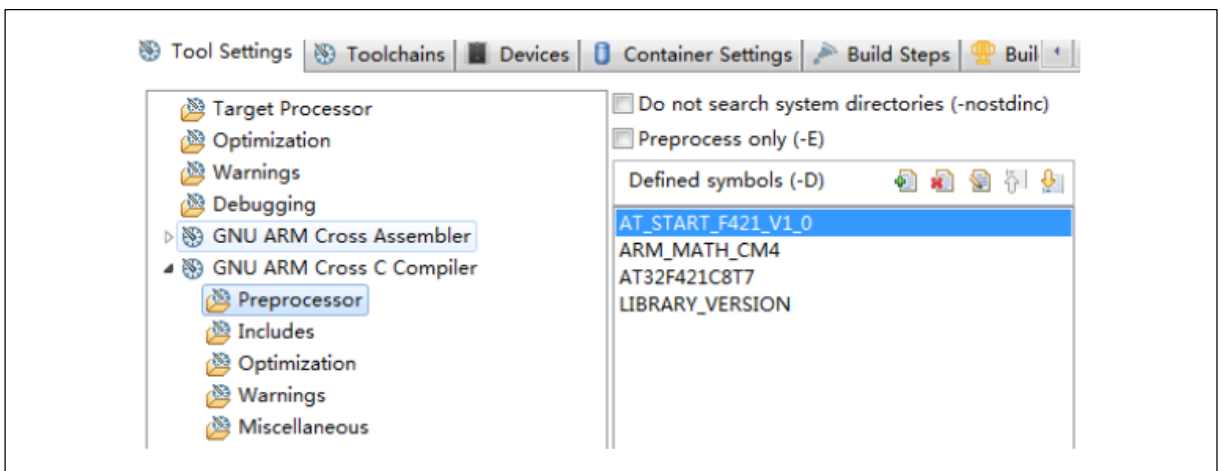 Tool Settings Toolchains Devices Container Settings Build Steps Buil
Target Processor
Optimization
Warnings
Debugging
GNU ARM Cross Assembler
GNU ARM Cross C Compiler
Preprocessor
Includes
Optimization
Warnings
Miscellaneous
Do not search system directories (-nostdinc)
Preprocess only (-E)
Defined symbols (-D)
AT_START_F421_V1_0
ARM_MATH_CM4
AT32F421C8T7
LIBRARY_VERSION